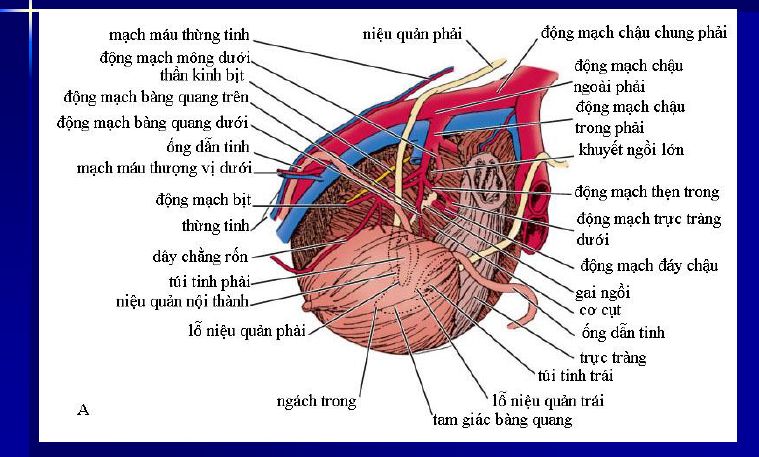 mạch máu thừng tinh
động mạch mông dưới
thần kinh bịt
động mạch bàng quang trên
động mạch bàng quang dưới
ống dẫn tinh
mạch máu thượng vị dưới
động mạch bịt
thừng tinh
dây chằng rốn
túi tinh phải
niệu quản nội thành
lỗ niệu quản phải
niệu quản phải
động mạch chậu chung phải
động mạch chậu
ngoài phải
động mạch chậu
trong phải
khuyết ngồi lớn
động mạch thẹn trong
động mạch trực tràng
dưới
động mạch đáy chậu
gai ngồi
cơ cụt
ống dẫn tinh
trực tràng
túi tinh trái
lỗ niệu quản trái
tam giác bàng quang
ngách trong
A